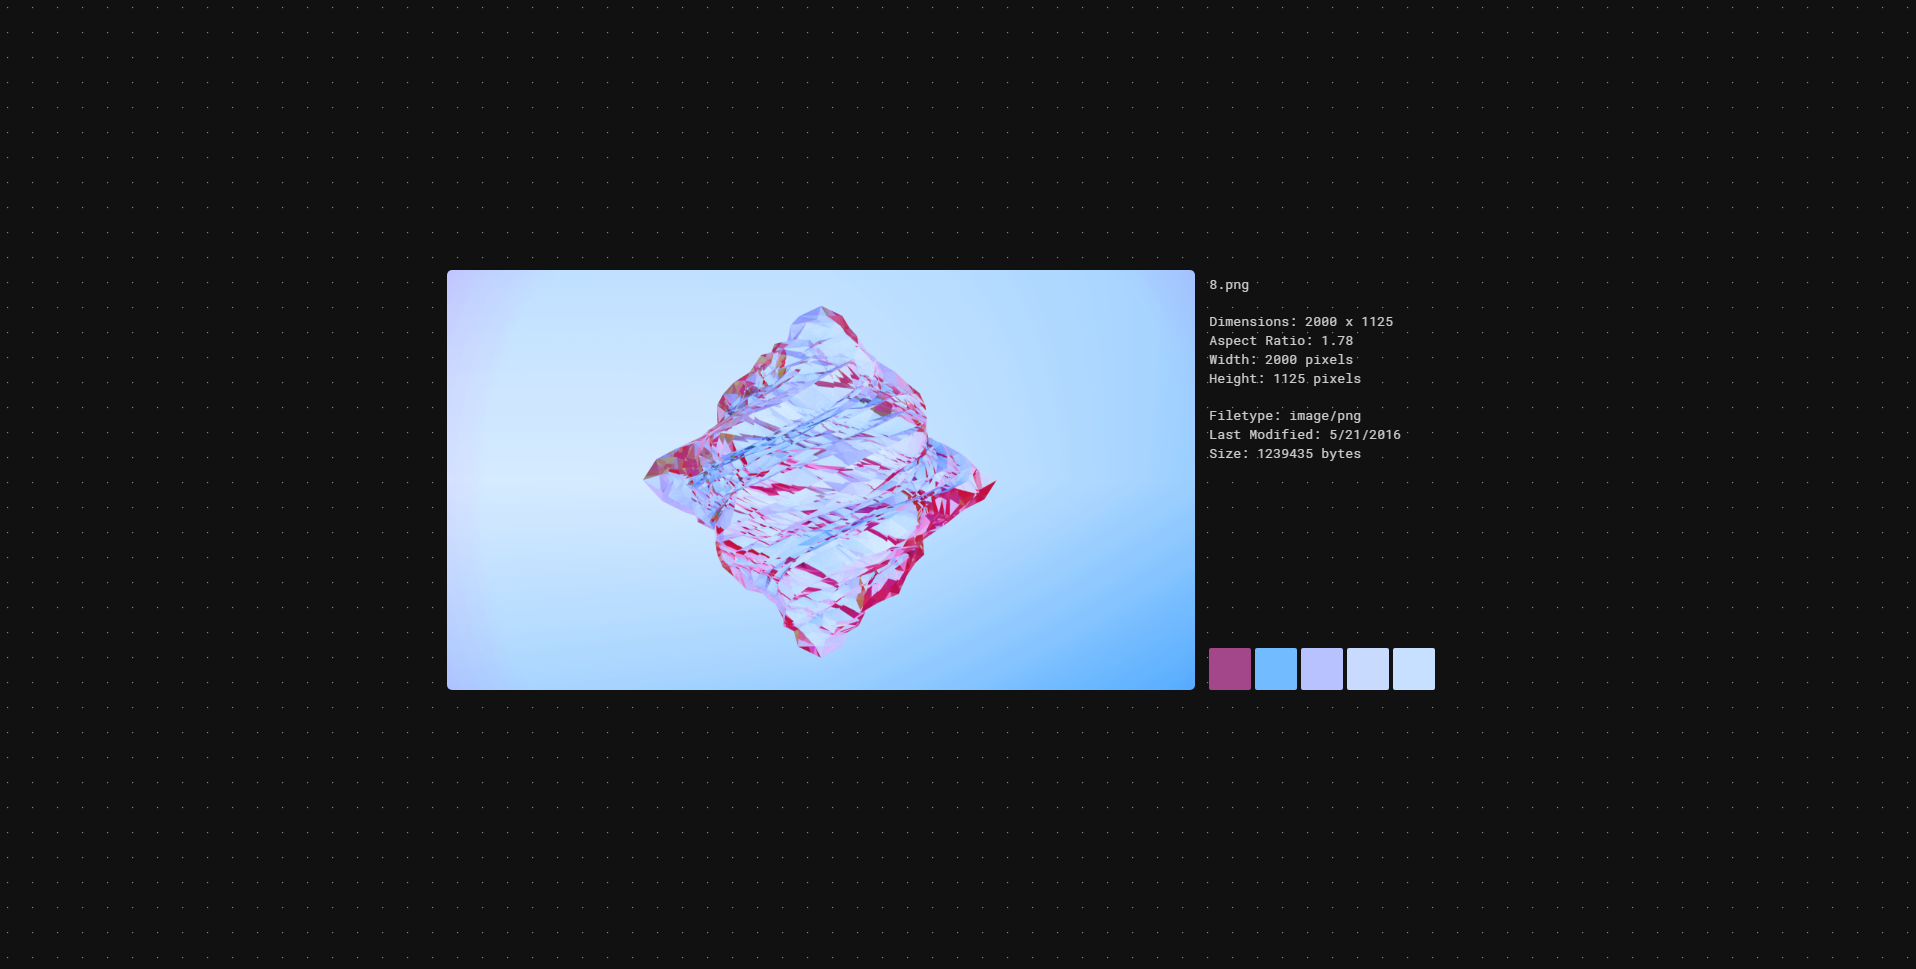 8.png
Dimensions: 2000 x 1125
Aspect Ratio: 1.78
Width: 2000 pixels
Height: 1125 pixels
Filetype: image/png
Last Modified: 5/21/2016
Size: 1239435 bytes